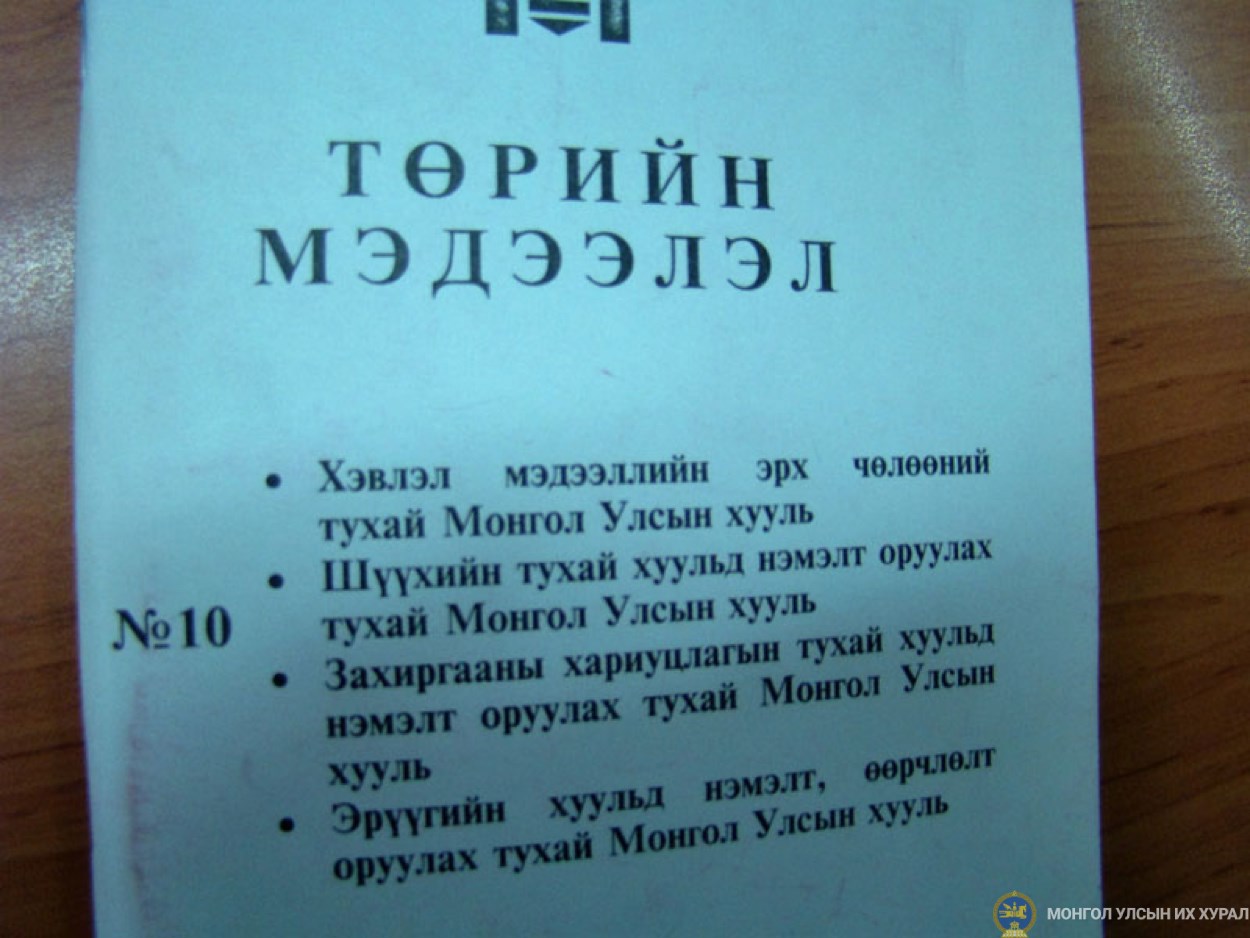 ТӨРИЙН
МЭДЭЭЛЭЛ
• Хэвлэл мэдээллийн эрх чөлөөний
тухай Монгол Улсын хууль
• Шүүхийн тухай хуульд нэмэлт оруулах
тухай Монгол Улсын хууль
№10
• Захиргааны хариуцлагын тухай хуульд
нэмэлт оруулах тухай Монгол Улсын
хууль
• Эрүүгийн хуульд нэмэлт, өөрчлөлт
оруулах тухай Монгол Улсын хууль
МОНГОЛ УЛСЫН ИХ ХУРАЛ